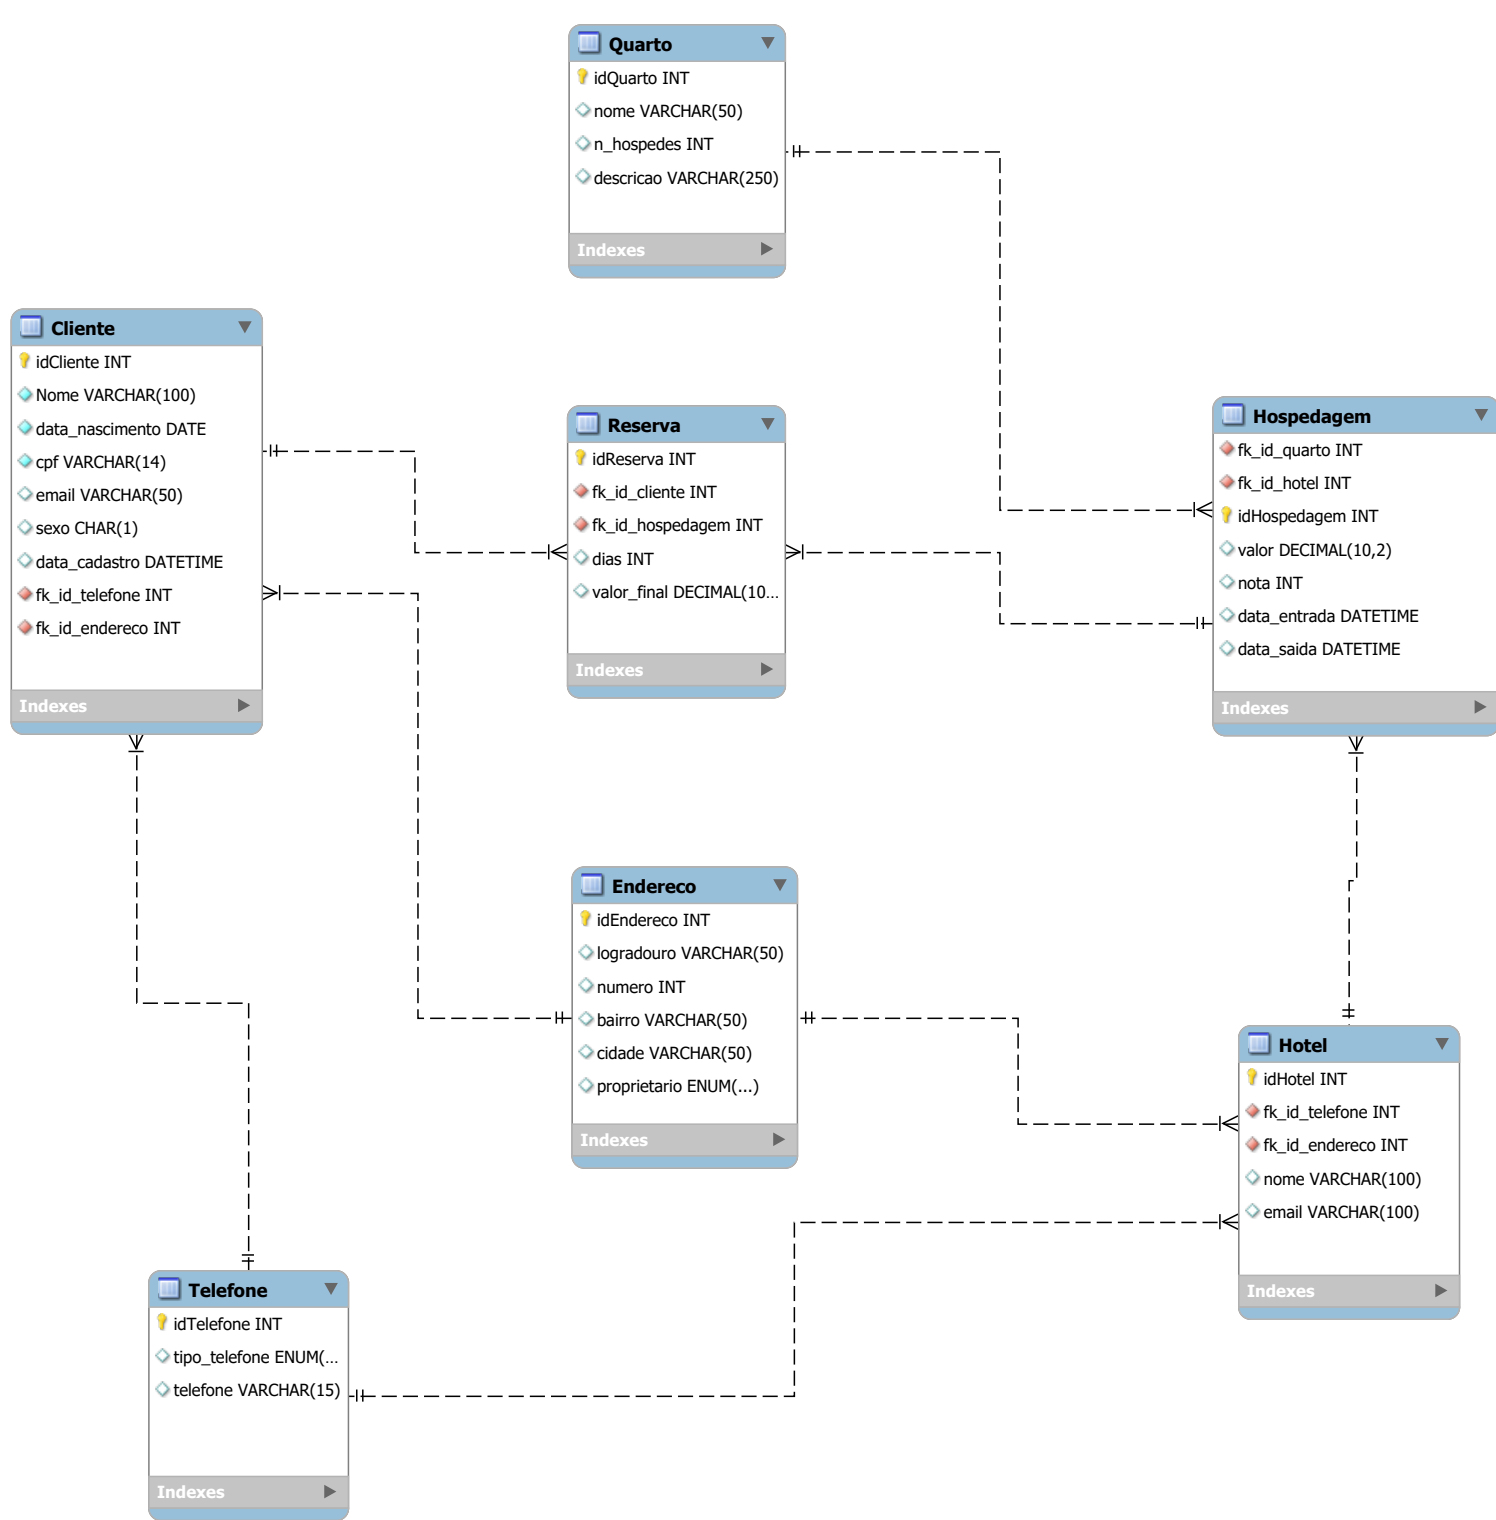 Quarto
idQuarto INT
nome VARCHAR(50)
n_hospedes INT
descricao VARCHAR(250)
Indexes
Cliente
idCliente INT
Nome VARCHAR(100)
data_nascimento DATE
cpf VARCHAR(14)
email VARCHAR(50)
sexo CHAR(1)
data_cadastro DATETIME
fk_id_telefone INT
fk_id_endereco INT
Indexes
Reserva
idReserva INT
fk_id_cliente INT
fk_id_hospedagem INT
dias INT
valor_final DECIMAL(10...
Indexes
Hospedagem
fk_id_quarto INT
fk_id_hotel INT
idHospedagem INT
valor DECIMAL(10,2)
nota INT
data_entrada DATETIME
data_saida DATETIME
Indexes
Endereco
idEndereco INT
logradouro VARCHAR(50)
numero INT
bairro VARCHAR(50)
cidade VARCHAR(50)
proprietario ENUM(...)
Indexes
Hotel
idHotel INT
fk_id_telefone INT
fk_id_endereco INT
nome VARCHAR(100)
email VARCHAR(100)
Indexes
Telefone
idTelefone INT
tipo_telefone ENUM(...
telefone VARCHAR(15)
Indexes